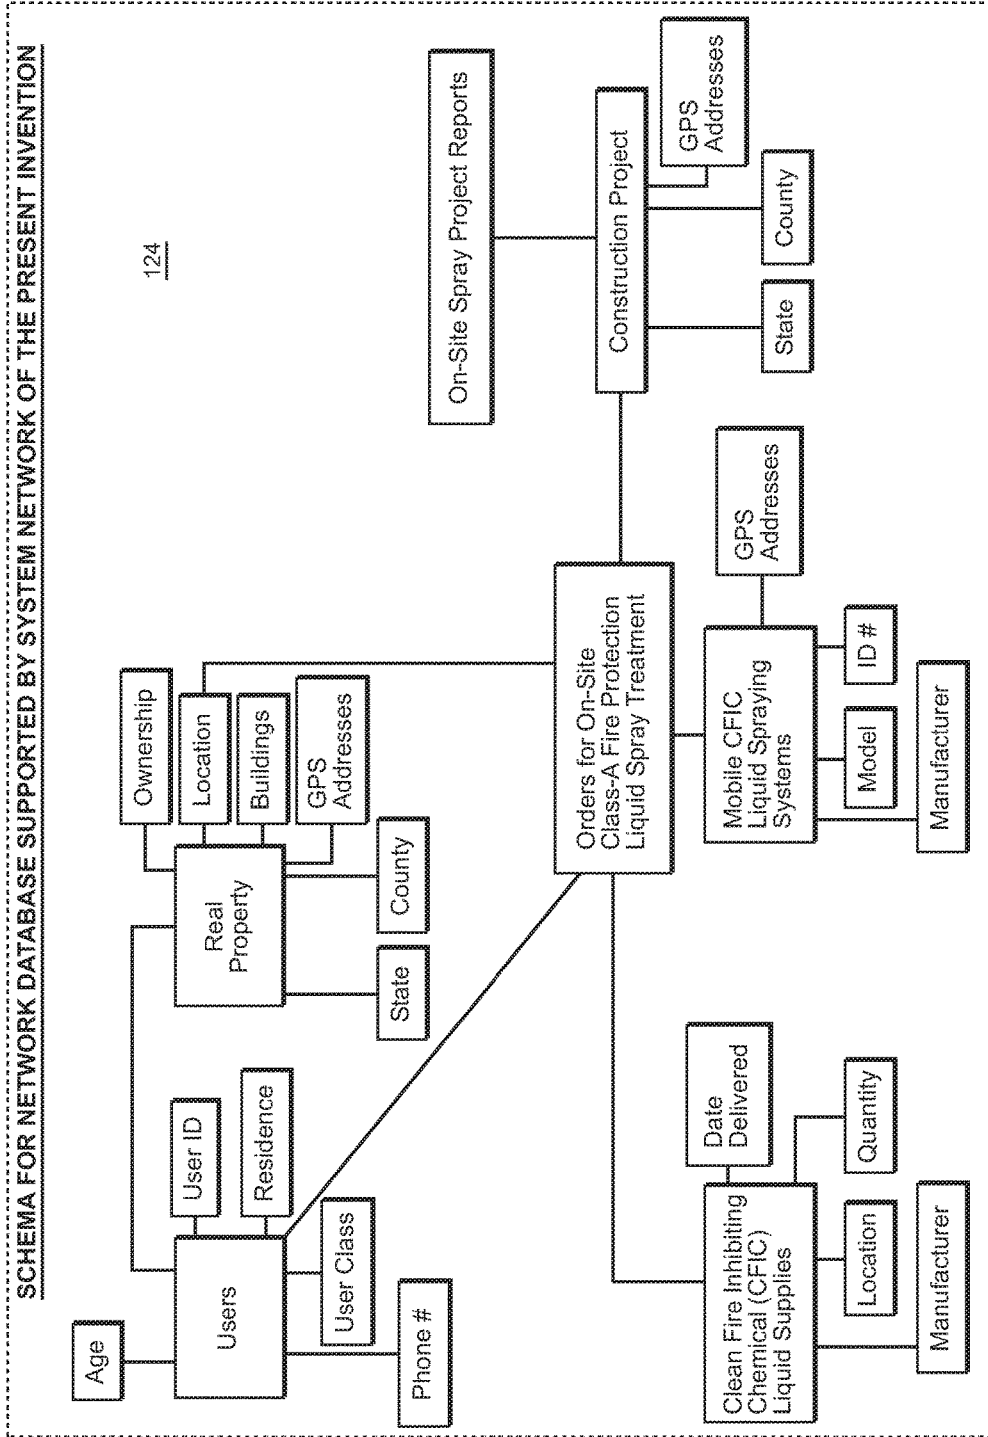 SCHEMA FOR NETWORK DATABASE SUPPORTED BY SYSTEM NETWORK OF THE PRESENT INVENTION
124
Age
Users
User ID
Residence
User Class
Phone #
Real
Property
Ownership
Location
Buildings
GPS
Addresses
State
County
On-Site Spray Project Reports
Construction Project
GPS
Addresses
State
County
Orders for On-Site
Class-A Fire Protection
Liquid Spray Treatment
Clean Fire Inhibiting
Chemical (CFIC)
Liquid Supplies
Date
Delivered
Quantity
Location
Manufacturer
Mobile CFIC
Liquid Spraying
Systems
GPS
Addresses
ID #
Model
Manufacturer